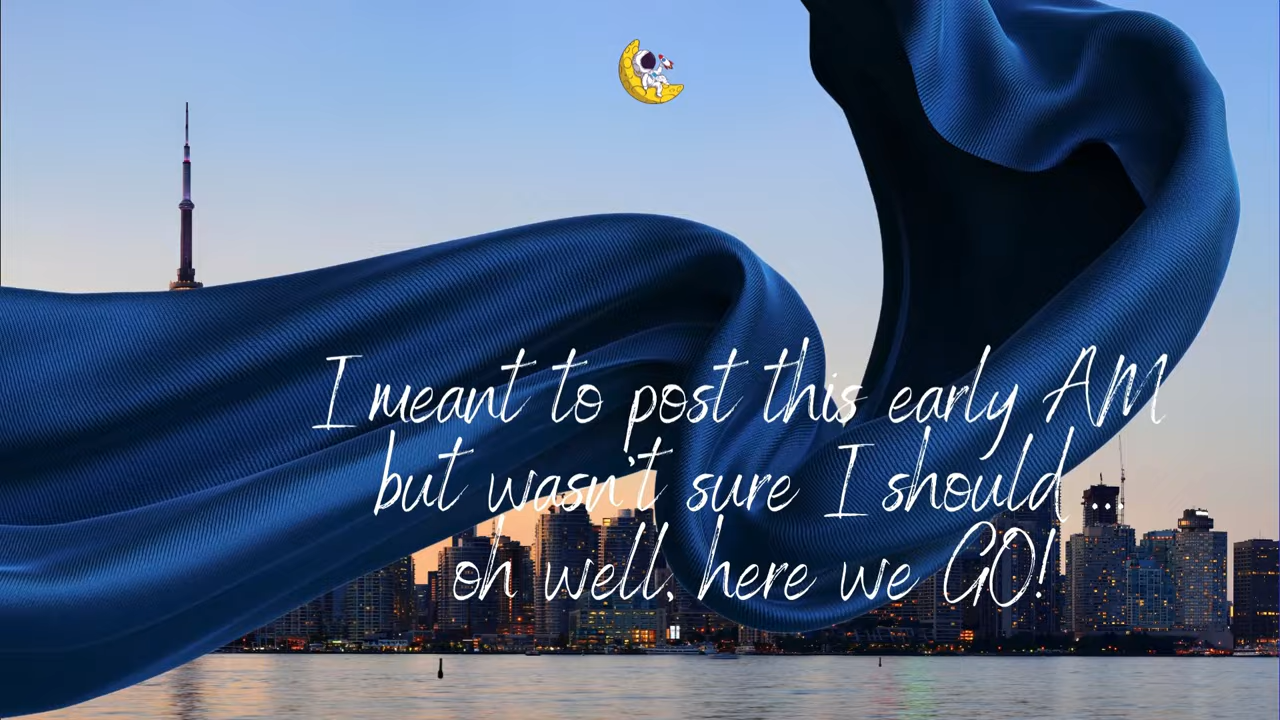 I meant to post this early AM
but wasn't sure I should...
oh well, here we GO!